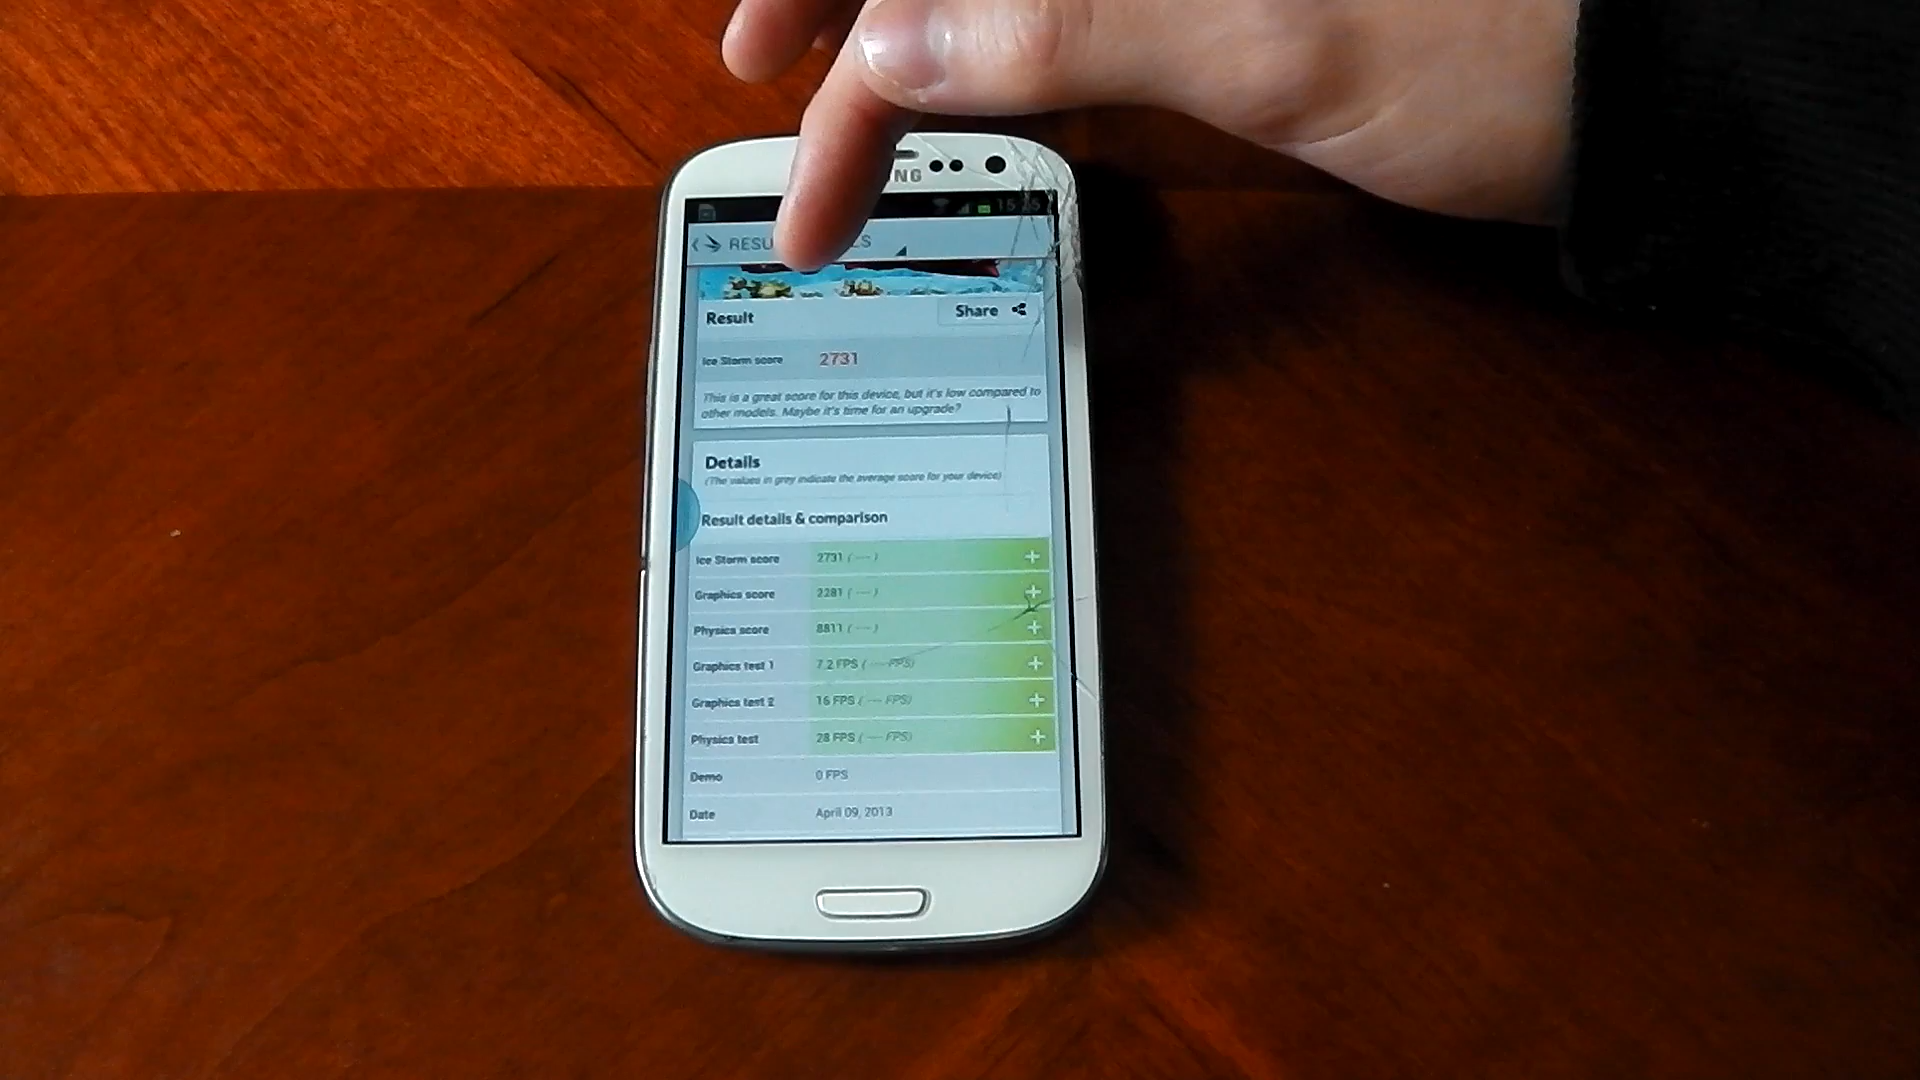 NG
15
RESU LS
Result
Share
Ice Storm score 2731
This is a great score for this device, but it's low compared to
other models. Maybe it's time for an upgrade?
Details
(The values in grey indicate the average score for your device)
Result details & comparison
Ice Storm score 2731 ( --- ) +
Graphics score 2281 ( --- ) +
Physics score 8811 ( --- ) +
Graphics test 1 7.2 FPS ( --- FPS) +
Graphics test 2 16 FPS ( --- FPS) +
Physics test 28 FPS ( --- FPS) +
Demo 0 FPS
Date April 09, 2013